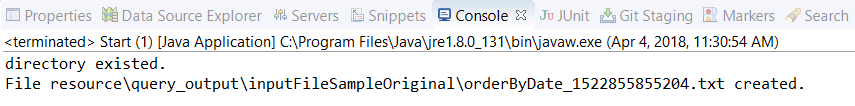 Properties Data Source Explorer Servers Snippets Console JUnit Git Staging Markers Search
<terminated> Start (1) [Java Application] C:\Program Files\Java\jre1.8.0_131\bin\javaw.exe (Apr 4, 2018, 11:30:54 AM)
directory existed.
File resource\query_output\inputFileSampleOriginal\orderByDate_1522855855204.txt created.